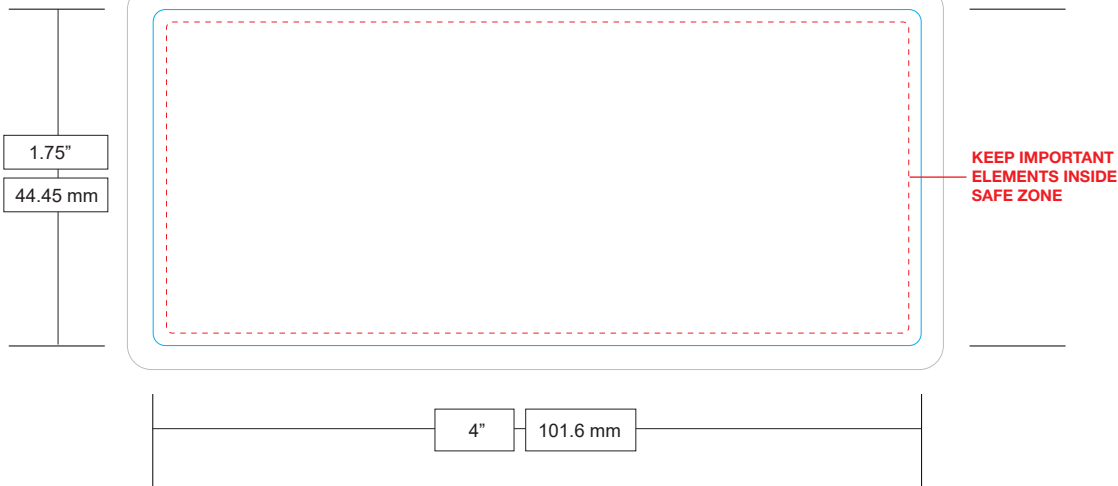 1.75”
44.45 mm
KEEP IMPORTANT
ELEMENTS INSIDE
SAFE ZONE
4”
101.6 mm